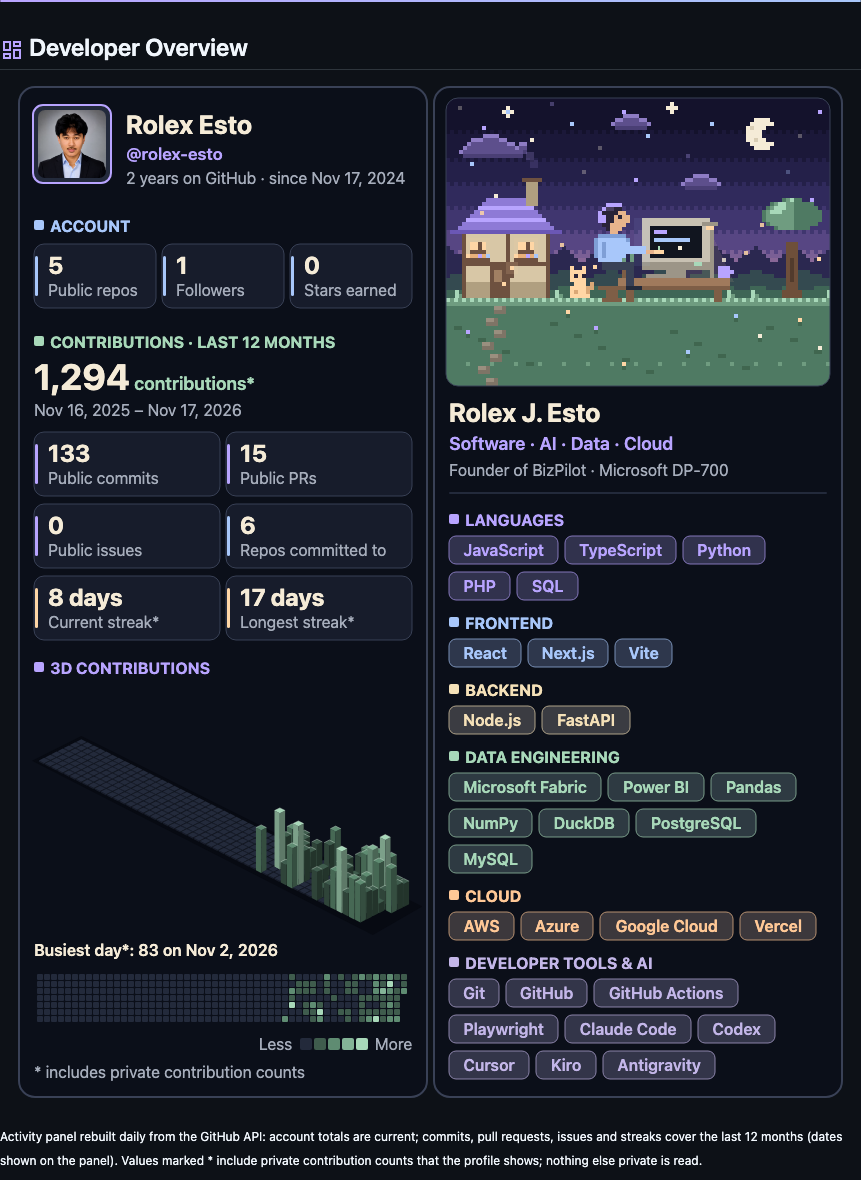 Developer Overview
Rolex Esto
@rolex-esto
2 years on GitHub · since Nov 17, 2024
ACCOUNT
5
Public repos
1
Followers
0
Stars earned
CONTRIBUTIONS · LAST 12 MONTHS
1,294 contributions*
Nov 16, 2025 – Nov 17, 2026
133
Public commits
15
Public PRs
0
Public issues
6
Repos committed to
8 days
Current streak*
17 days
Longest streak*
3D CONTRIBUTIONS
Busiest day*: 83 on Nov 2, 2026
Less More
* includes private contribution counts
Rolex J. Esto
Software · AI · Data · Cloud
Founder of BizPilot · Microsoft DP-700
LANGUAGES
JavaScript TypeScript Python
PHP SQL
FRONTEND
React Next.js Vite
BACKEND
Node.js FastAPI
DATA ENGINEERING
Microsoft Fabric Power BI Pandas
NumPy DuckDB PostgreSQL
MySQL
CLOUD
AWS Azure Google Cloud Vercel
DEVELOPER TOOLS & AI
Git GitHub GitHub Actions
Playwright Claude Code Codex
Cursor Kiro Antigravity
Activity panel rebuilt daily from the GitHub API: account totals are current; commits, pull requests, issues and streaks cover the last 12 months (dates
shown on the panel). Values marked * include private contribution counts that the profile shows; nothing else private is read.